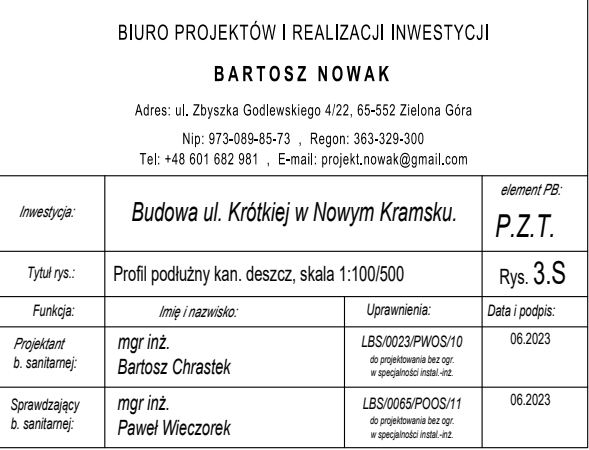 BIURO PROJEKTÓW I REALIZACJI INWESTYCJI
BARTOSZ NOWAK
Adres: ul. Zbyszka Godlewskiego 4/22, 65-552 Zielona Góra
Nip: 973-089-85-73 , Regon: 363-329-300
Tel: +48 601 682 981 , E-mail: projekt.nowak@gmail.com
Inwestycja: Budowa ul. Krótkiej w Nowym Kramsku. element PB:
P.Z.T.
Tytuł rys.: Profil podłużny kan. deszcz, skala 1:100/500 Rys. 3.S
Funkcja: Imię i nazwisko: Uprawnienia: Data i podpis:
Projektant mgr inż. LBS/0023/PWOS/10 06.2023
b. sanitarnej: Bartosz Chrastek do projektowania bez ogr.
w specjalności instal.-inż.
Sprawdzający mgr inż. LBS/0065/POOS/11 06.2023
b. sanitarnej: Paweł Wieczorek do projektowania bez ogr.
w specjalności instal.-inż.